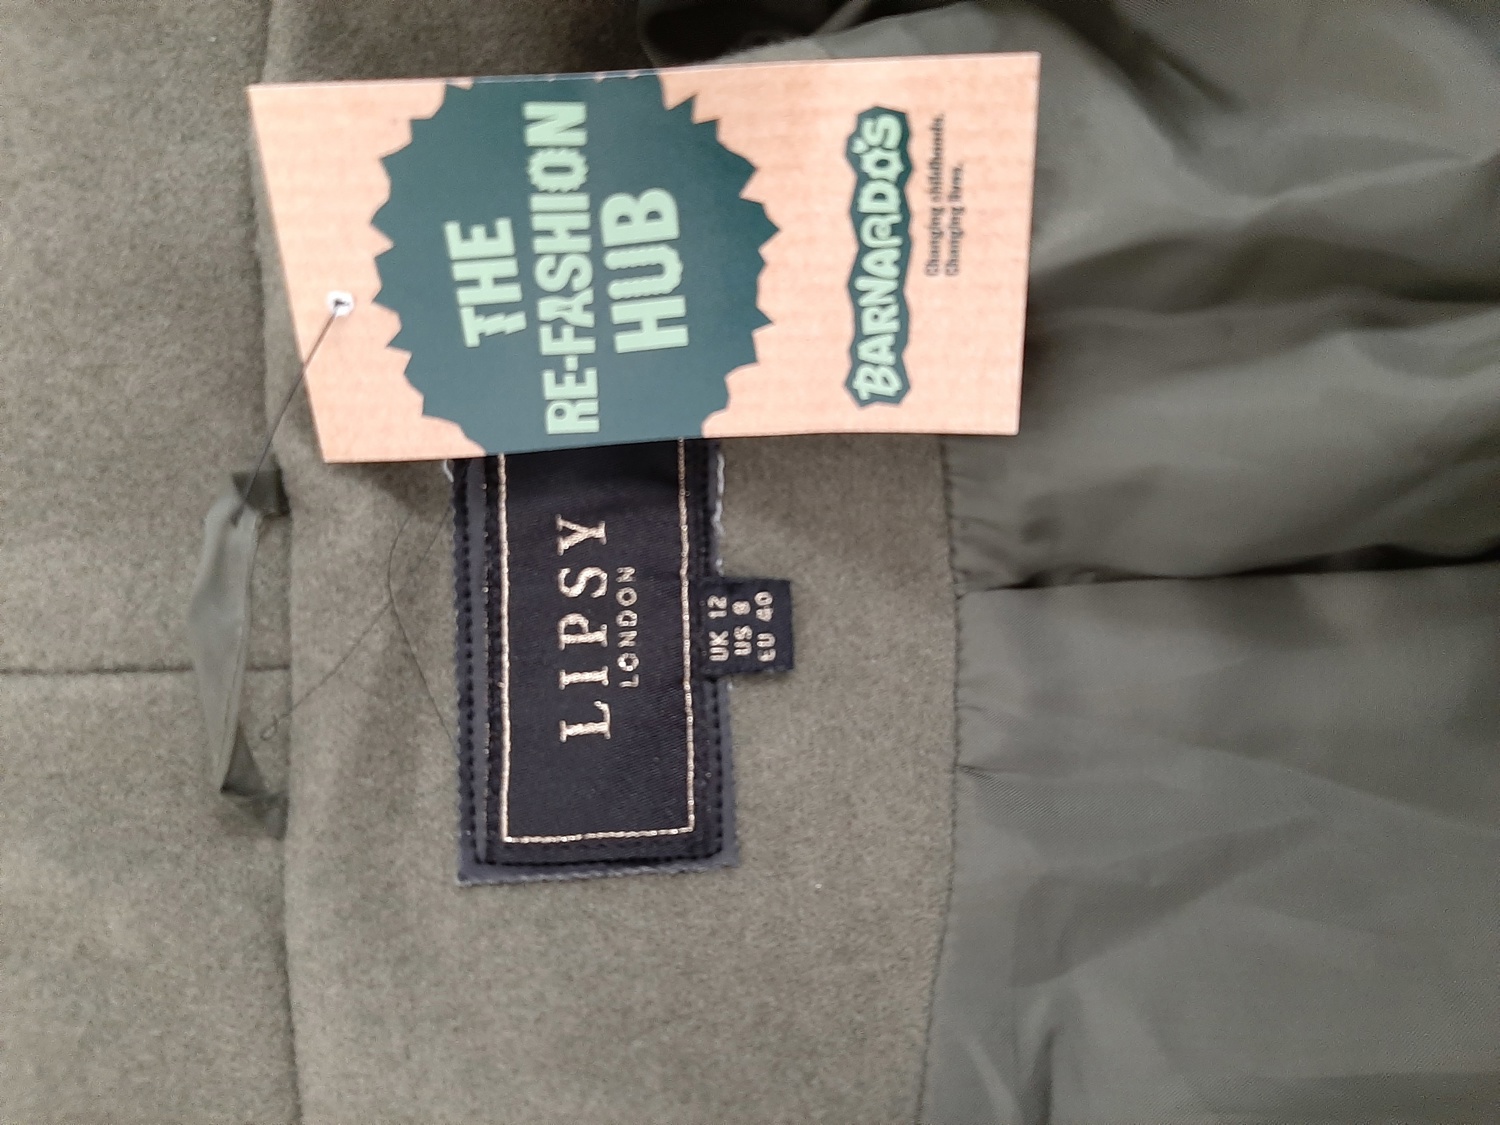 THE
RE-FASHION
HUB
BARNARDO'S
Changing childhoods.
Changing lives.
LIPSY
LONDON
UK 12
US 8
EU 40